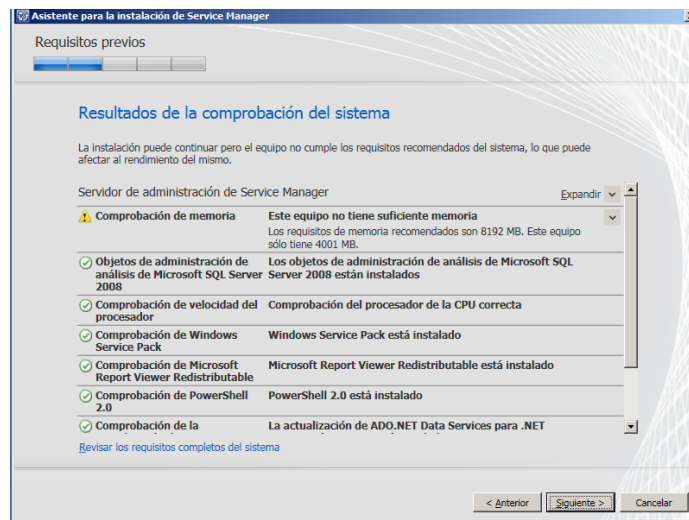 Asistente para la instalación de Service Manager
Requisitos previos
Resultados de la comprobación del sistema
La instalación puede continuar pero el equipo no cumple los requisitos recomendados del sistema, lo que puede
afectar al rendimiento del mismo.
Servidor de administración de Service Manager Expandir
Comprobación de memoria Este equipo no tiene suficiente memoria
Los requisitos de memoria recomendados son 8192 MB. Este equipo
sólo tiene 4001 MB.
Objetos de administración de Los objetos de administración de análisis de Microsoft SQL
análisis de Microsoft SQL Server Server 2008 están instalados
2008
Comprobación de velocidad del Comprobación del procesador de la CPU correcta
procesador
Comprobación de Windows Windows Service Pack está instalado
Service Pack
Comprobación de Microsoft Microsoft Report Viewer Redistributable está instalado
Report Viewer Redistributable
Comprobación de PowerShell PowerShell 2.0 está instalado
2.0
Comprobación de la La actualización de ADO.NET Data Services para .NET
Revisar los requisitos completos del sistema
< Anterior Siguiente > Cancelar